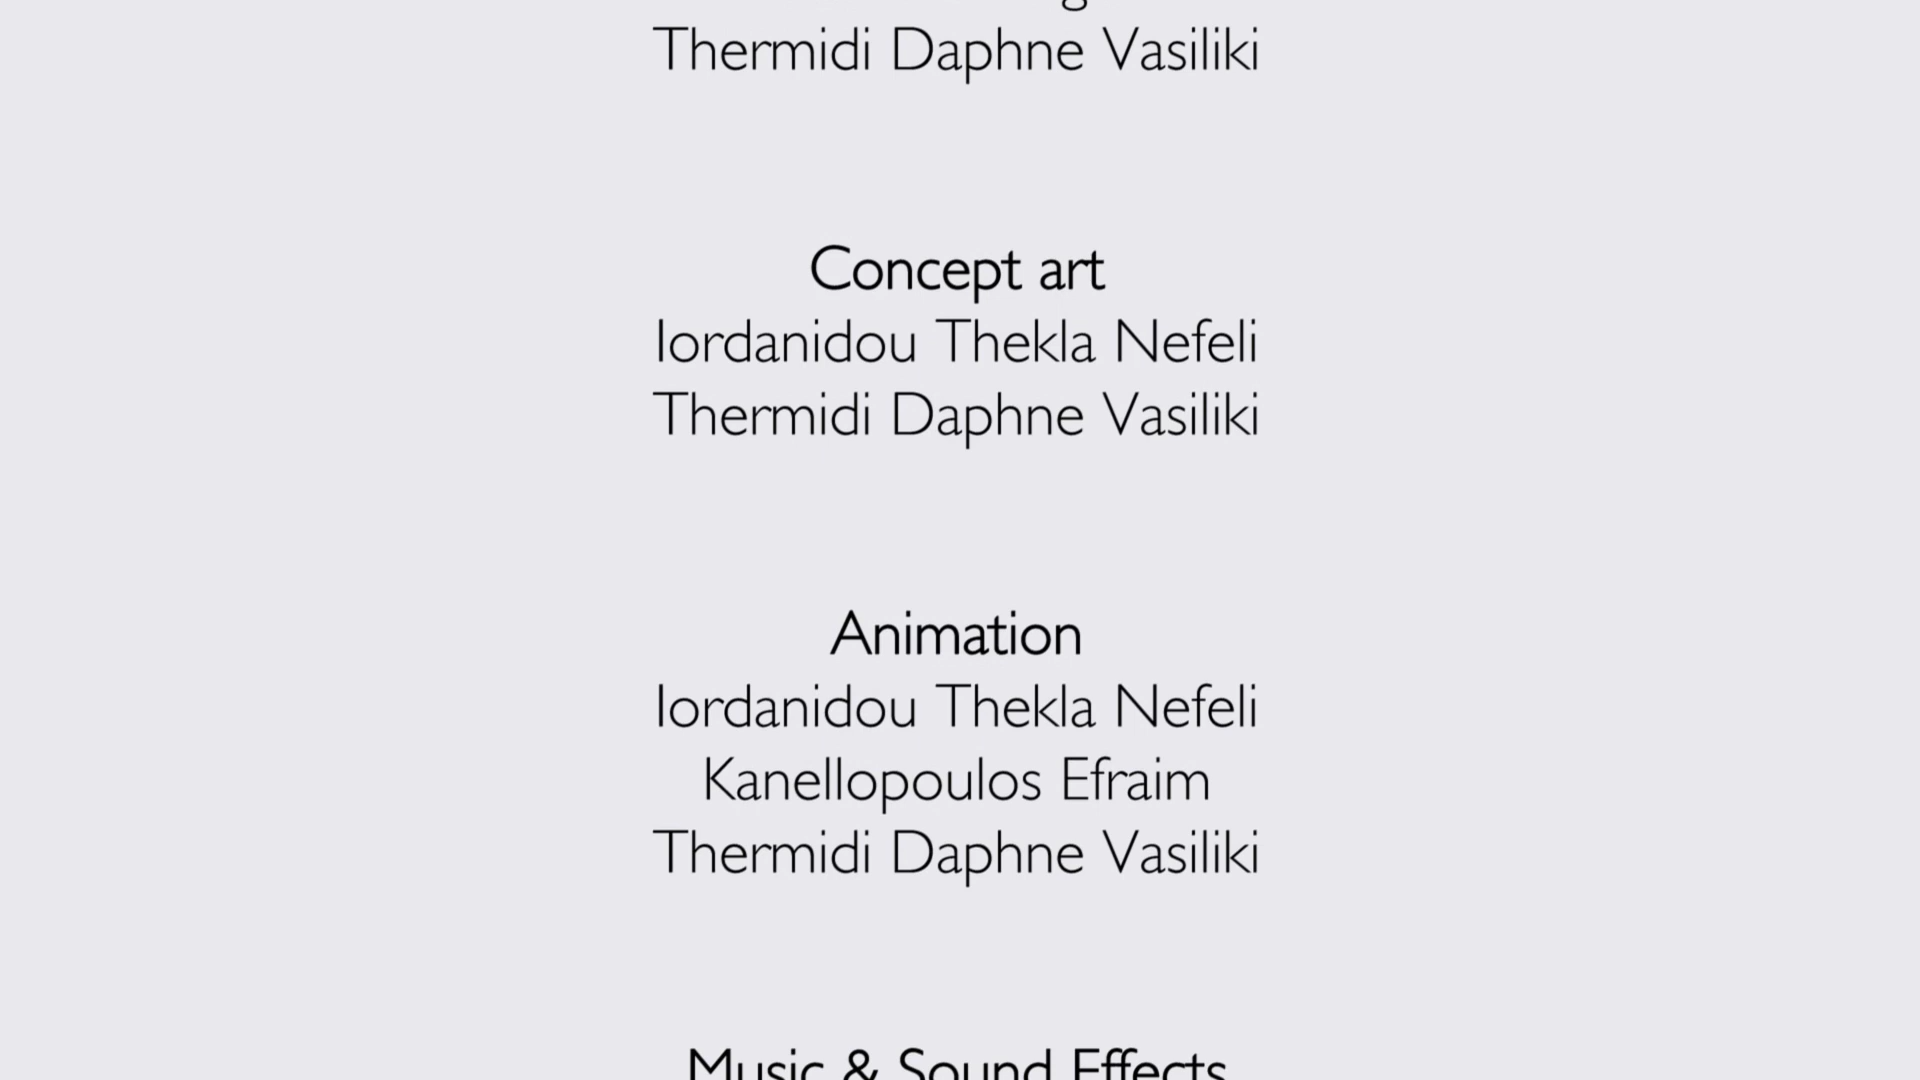 Thermidi Daphne Vasiliki
Concept art
Iordanidou Thekla Nefeli
Thermidi Daphne Vasiliki
Animation
Iordanidou Thekla Nefeli
Kanellopoulos Efraim
Thermidi Daphne Vasiliki
Music & Sound Effects